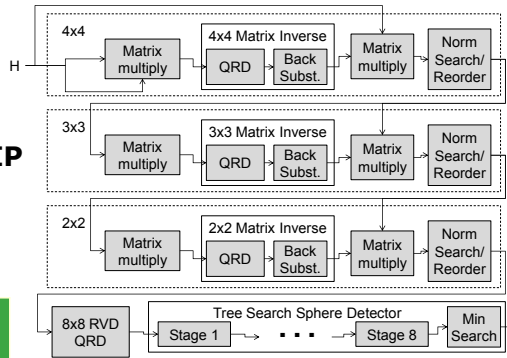 4x4
Matrix multiply
4x4 Matrix Inverse
QRD
Back Subst.
Matrix multiply
Norm Search/ Reorder
H
3x3
Matrix multiply
3x3 Matrix Inverse
QRD
Back Subst.
Matrix multiply
Norm Search/ Reorder
2x2
Matrix multiply
2x2 Matrix Inverse
QRD
Back Subst.
Matrix multiply
Norm Search/ Reorder
8x8 RVD QRD
Tree Search Sphere Detector
Stage 1
Stage 8
Min Search